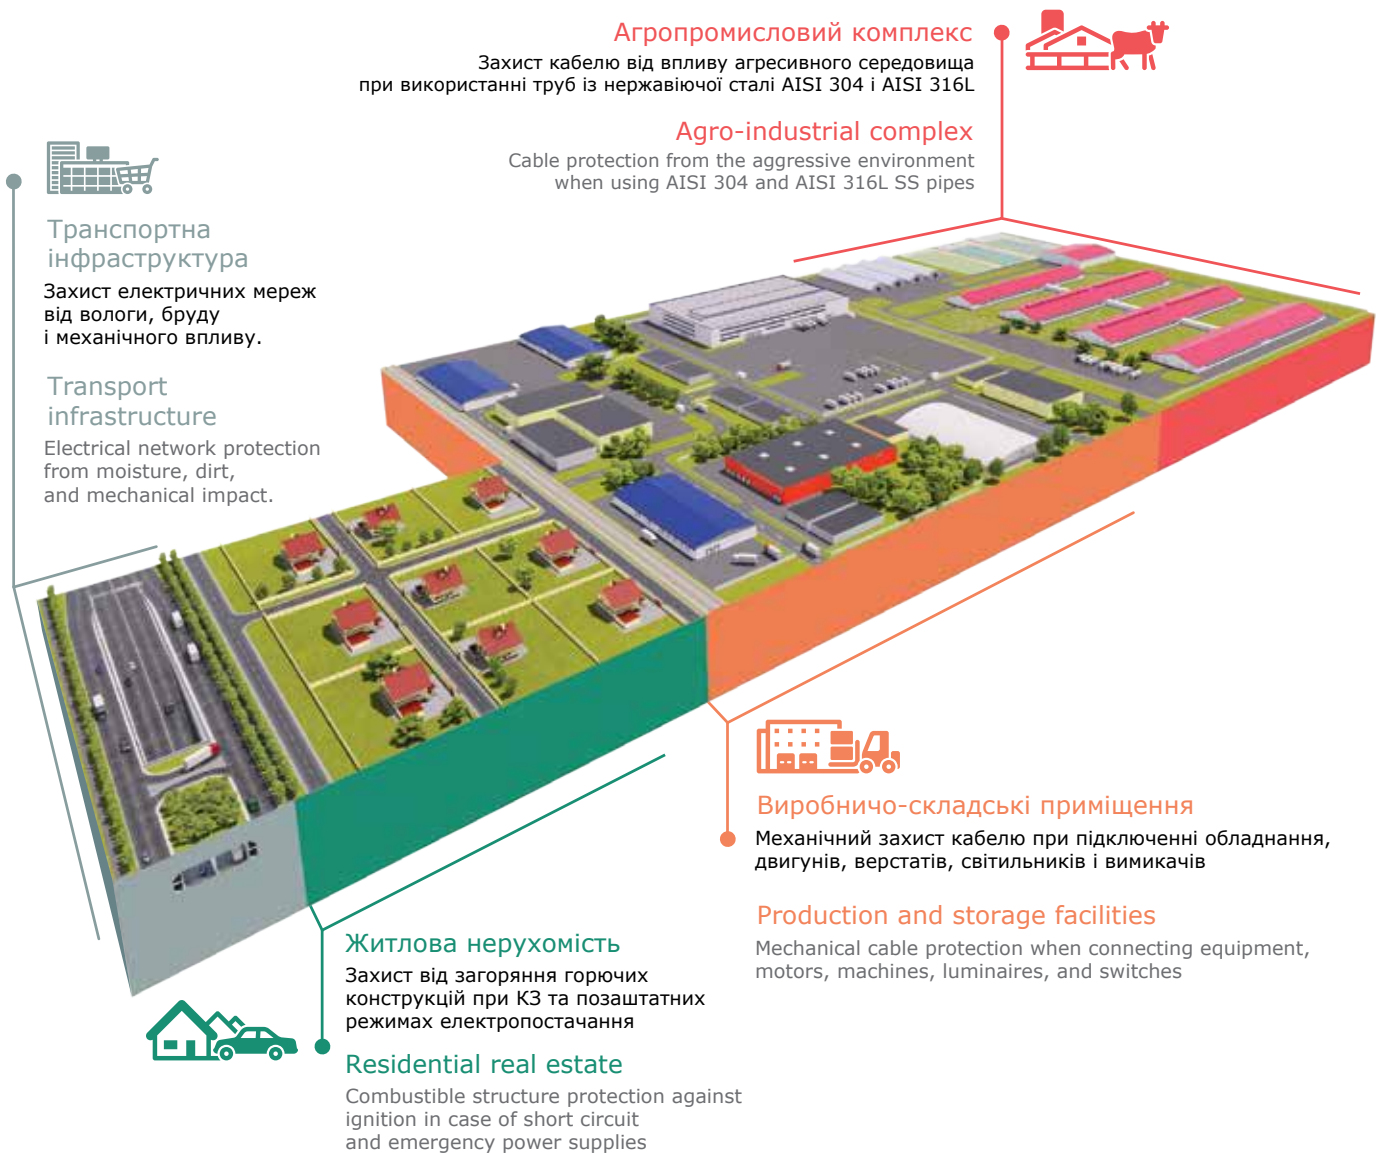 Агропромисловий комплекс
Захист кабелю від впливу агресивного середовища
при використанні труб із нержавіючої сталі AISI 304 і AISI 316L
Agro-industrial complex
Cable protection from the aggressive environment
when using AISI 304 and AISI 316L SS pipes
Транспортна
інфраструктура
Захист електричних мереж
від вологи, бруду
і механічного впливу.
Transport
infrastructure
Electrical network protection
from moisture, dirt,
and mechanical impact.
Виробничо-складські приміщення
Механічний захист кабелю при підключенні обладнання,
двигунів, верстатів, світильників і вимикачів
Production and storage facilities
Mechanical cable protection when connecting equipment,
motors, machines, luminaires, and switches
Житлова нерухомість
Захист від загоряння горючих
конструкцій при КЗ та позаштатних
режимах електропостачання
Residential real estate
Combustible structure protection against
ignition in case of short circuit
and emergency power supplies